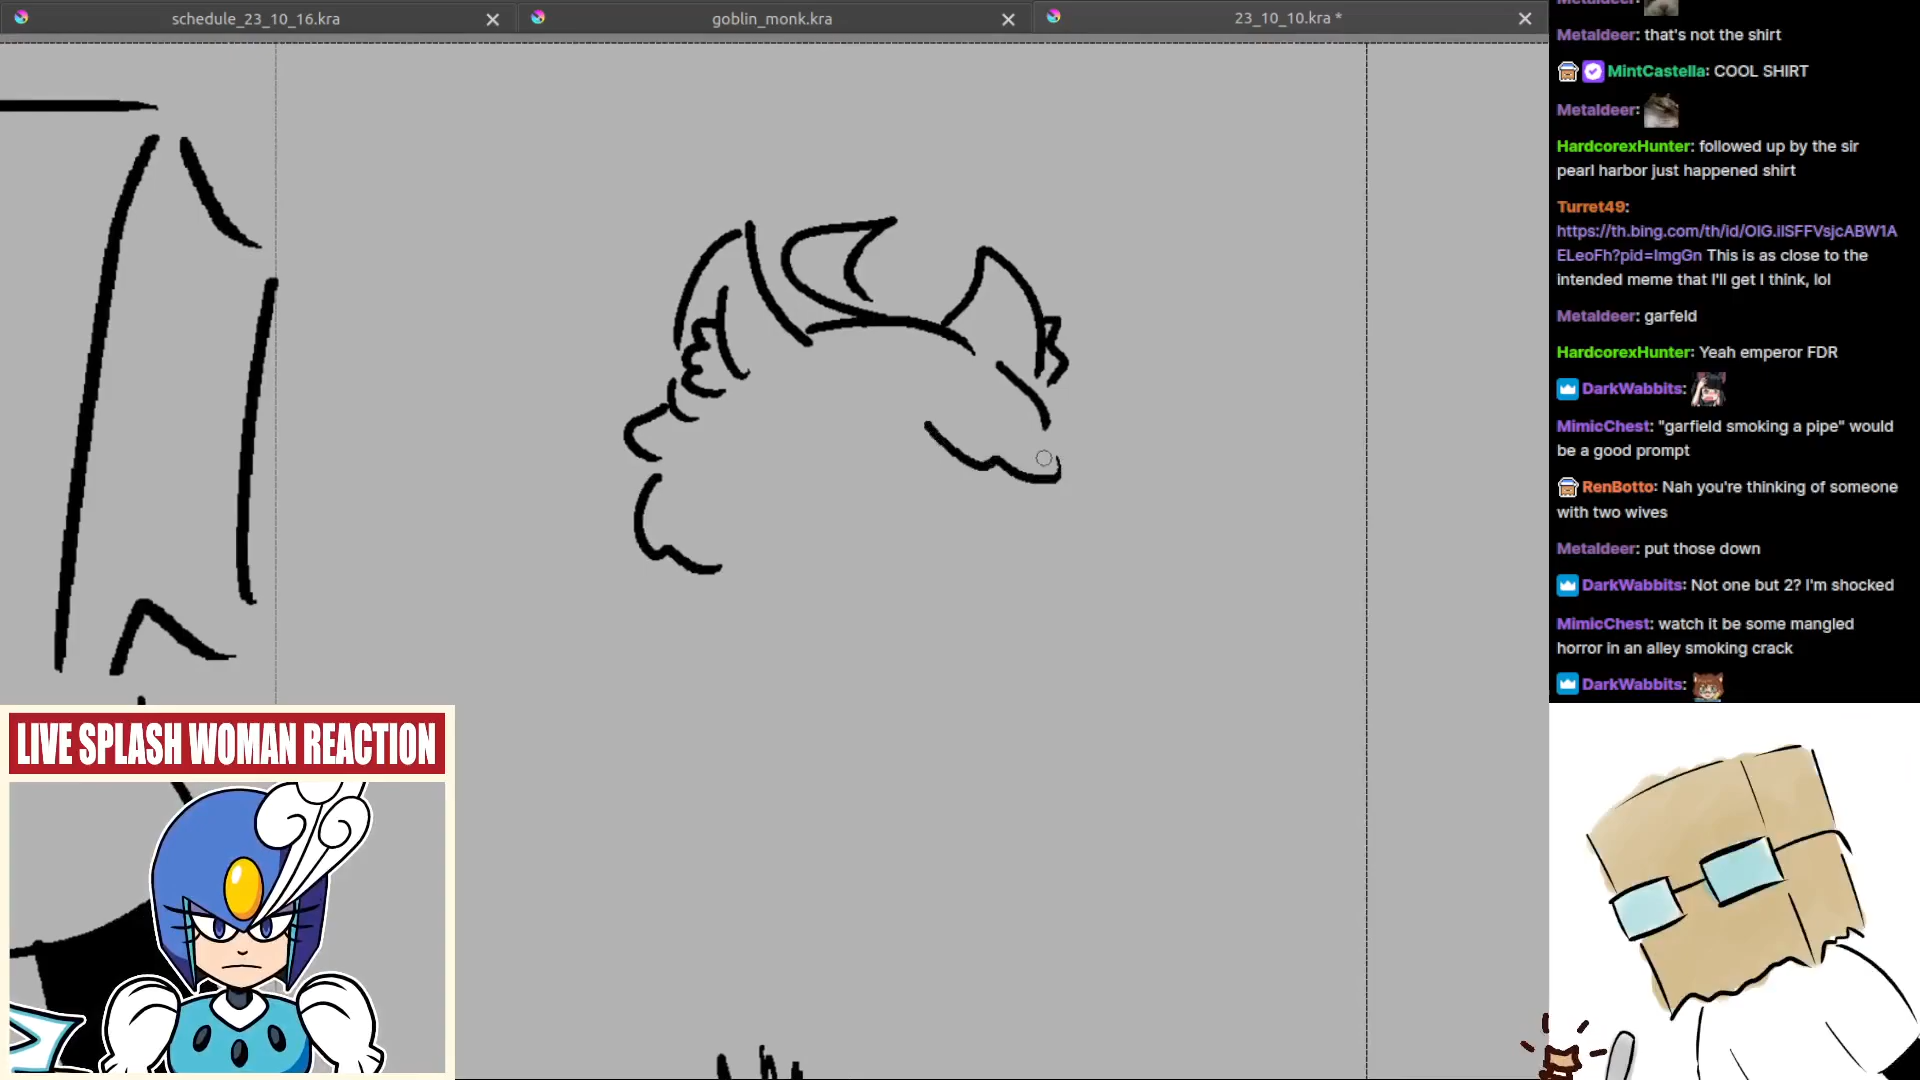 schedule_23_10_16.kra
goblin_monk.kra
23_10_10.kra *
Metaldeer:
Metaldeer: that's not the shirt
MintCastella: COOL SHIRT
Metaldeer:
HardcorexHunter: followed up by the sir
pearl harbor just happened shirt
Turret49:
https://th.bing.com/th/id/OIG.ilSFFVsjcABW1A
ELeoFh?pid=ImgGn This is as close to the
intended meme that I'll get I think, lol
Metaldeer: garfeld
HardcorexHunter: Yeah emperor FDR
DarkWabbits:
MimicChest: "garfield smoking a pipe" would
be a good prompt
RenBotto: Nah you're thinking of someone
with two wives
Metaldeer: put those down
DarkWabbits: Not one but 2? I'm shocked
MimicChest: watch it be some mangled
horror in an alley smoking crack
DarkWabbits:
LIVE SPLASH WOMAN REACTION